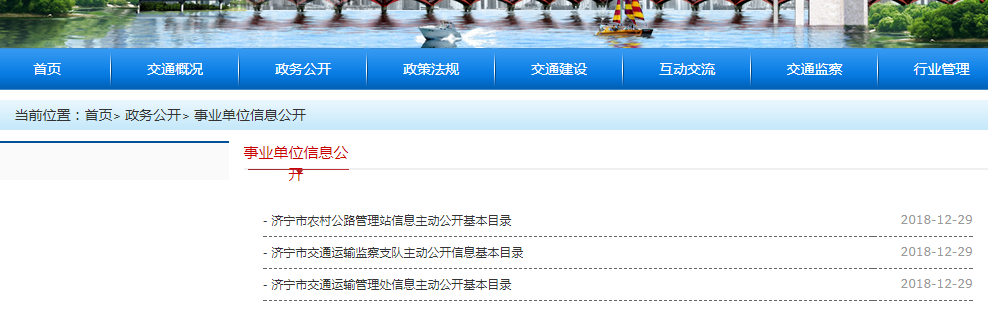 首页 交通概况 政务公开 政策法规 交通建设 互动交流 交通监察 行业管理
当前位置：首页> 政务公开> 事业单位信息公开
事业单位信息公
开
- 济宁市农村公路管理站信息主动公开基本目录 2018-12-29
- 济宁市交通运输监察支队主动公开信息基本目录 2018-12-29
- 济宁市交通运输管理处信息主动公开基本目录 2018-12-29